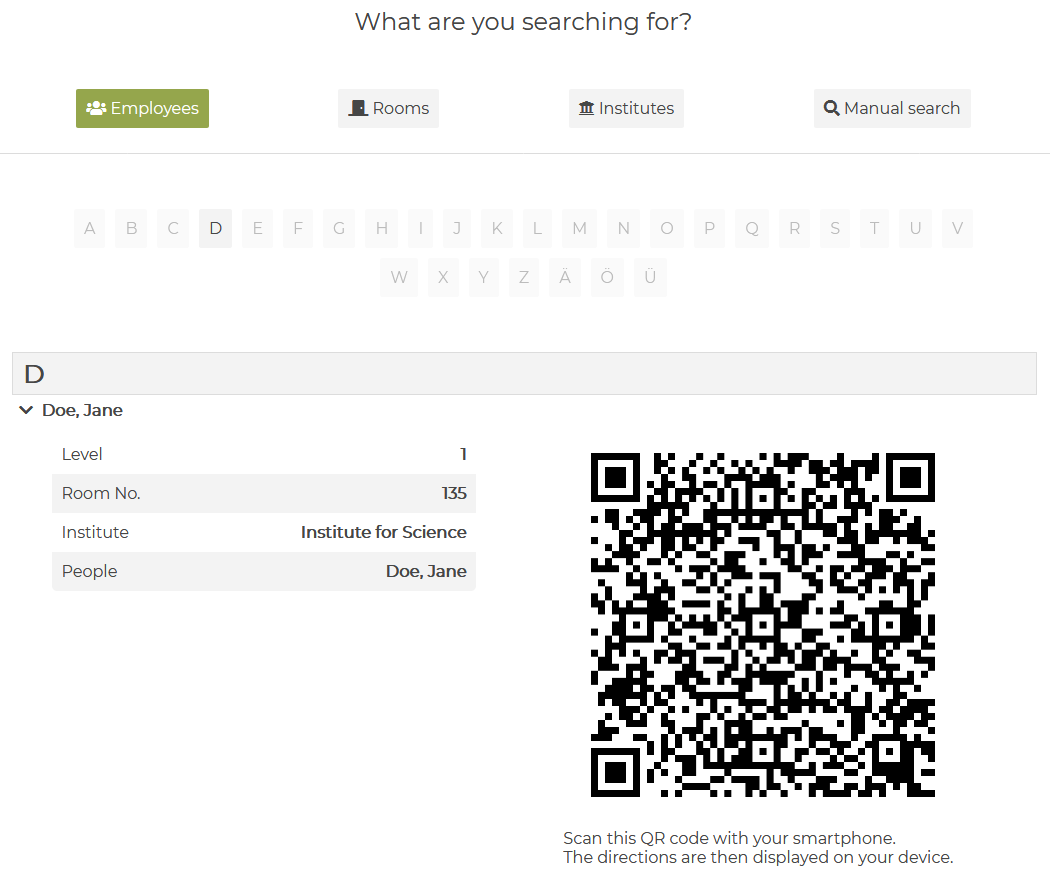 What are you searching for?
Employees Rooms Institutes Manual search
A B C D E F G H I J K L M N O P Q R S T U V
W X Y Z Ä Ö Ü
D
Doe, Jane
Level 1
Room No. 135
Institute Institute for Science
People Doe, Jane
Scan this QR code with your smartphone.
The directions are then displayed on your device.